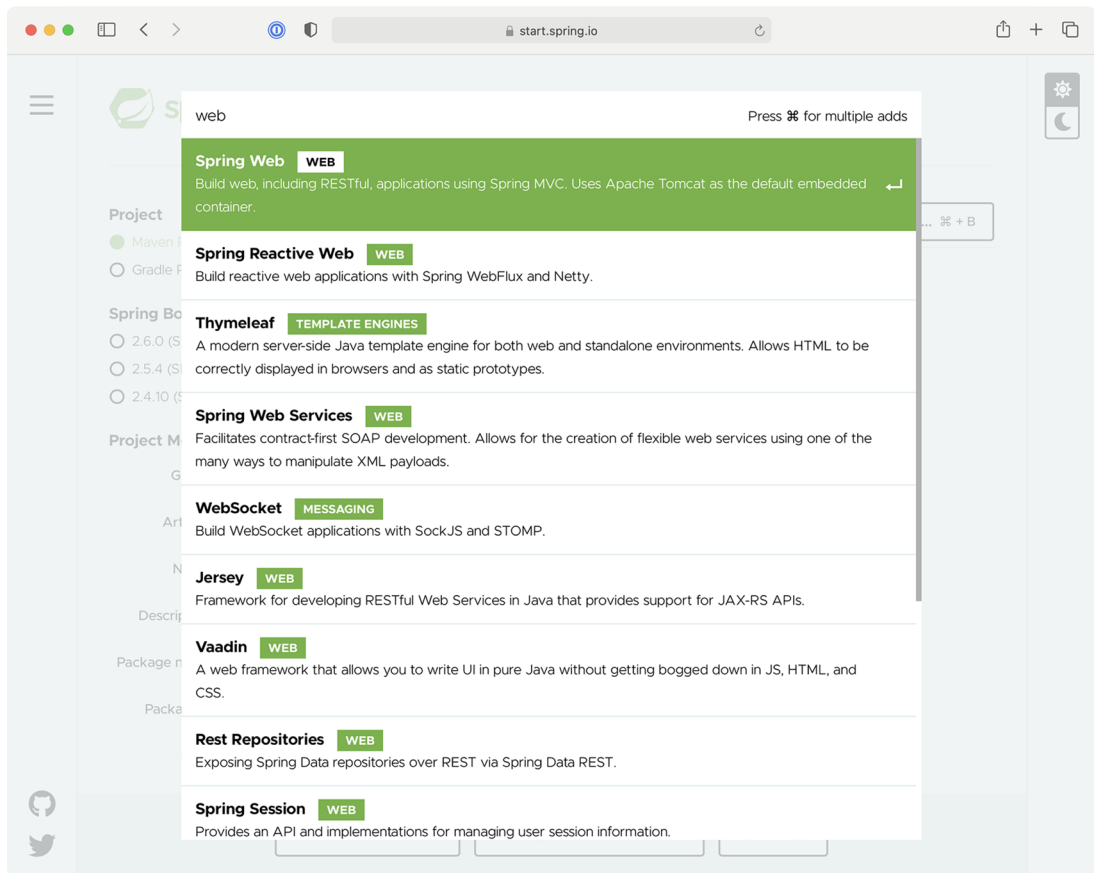 start.spring.io
web
Press ⌘ for multiple adds
Spring Web WEB
Build web, including RESTful, applications using Spring MVC. Uses Apache Tomcat as the default embedded
container.
... ⌘ + B
Project
Maven
Gradle
Spring Reactive Web WEB
Build reactive web applications with Spring WebFlux and Netty.
Spring Bo
2.6.0 (S
2.5.4 (S
2.4.10 (S
Thymeleaf TEMPLATE ENGINES
A modern server-side Java template engine for both web and standalone environments. Allows HTML to be
correctly displayed in browsers and as static prototypes.
Project M
G
Art
N
Descrip
Package n
Packa
Spring Web Services WEB
Facilitates contract-first SOAP development. Allows for the creation of flexible web services using one of the
many ways to manipulate XML payloads.
WebSocket MESSAGING
Build WebSocket applications with SockJS and STOMP.
Jersey WEB
Framework for developing RESTful Web Services in Java that provides support for JAX-RS APIs.
Vaadin WEB
A web framework that allows you to write UI in pure Java without getting bogged down in JS, HTML, and
CSS.
Rest Repositories WEB
Exposing Spring Data repositories over REST via Spring Data REST.
Spring Session WEB
Provides an API and implementations for managing user session information.